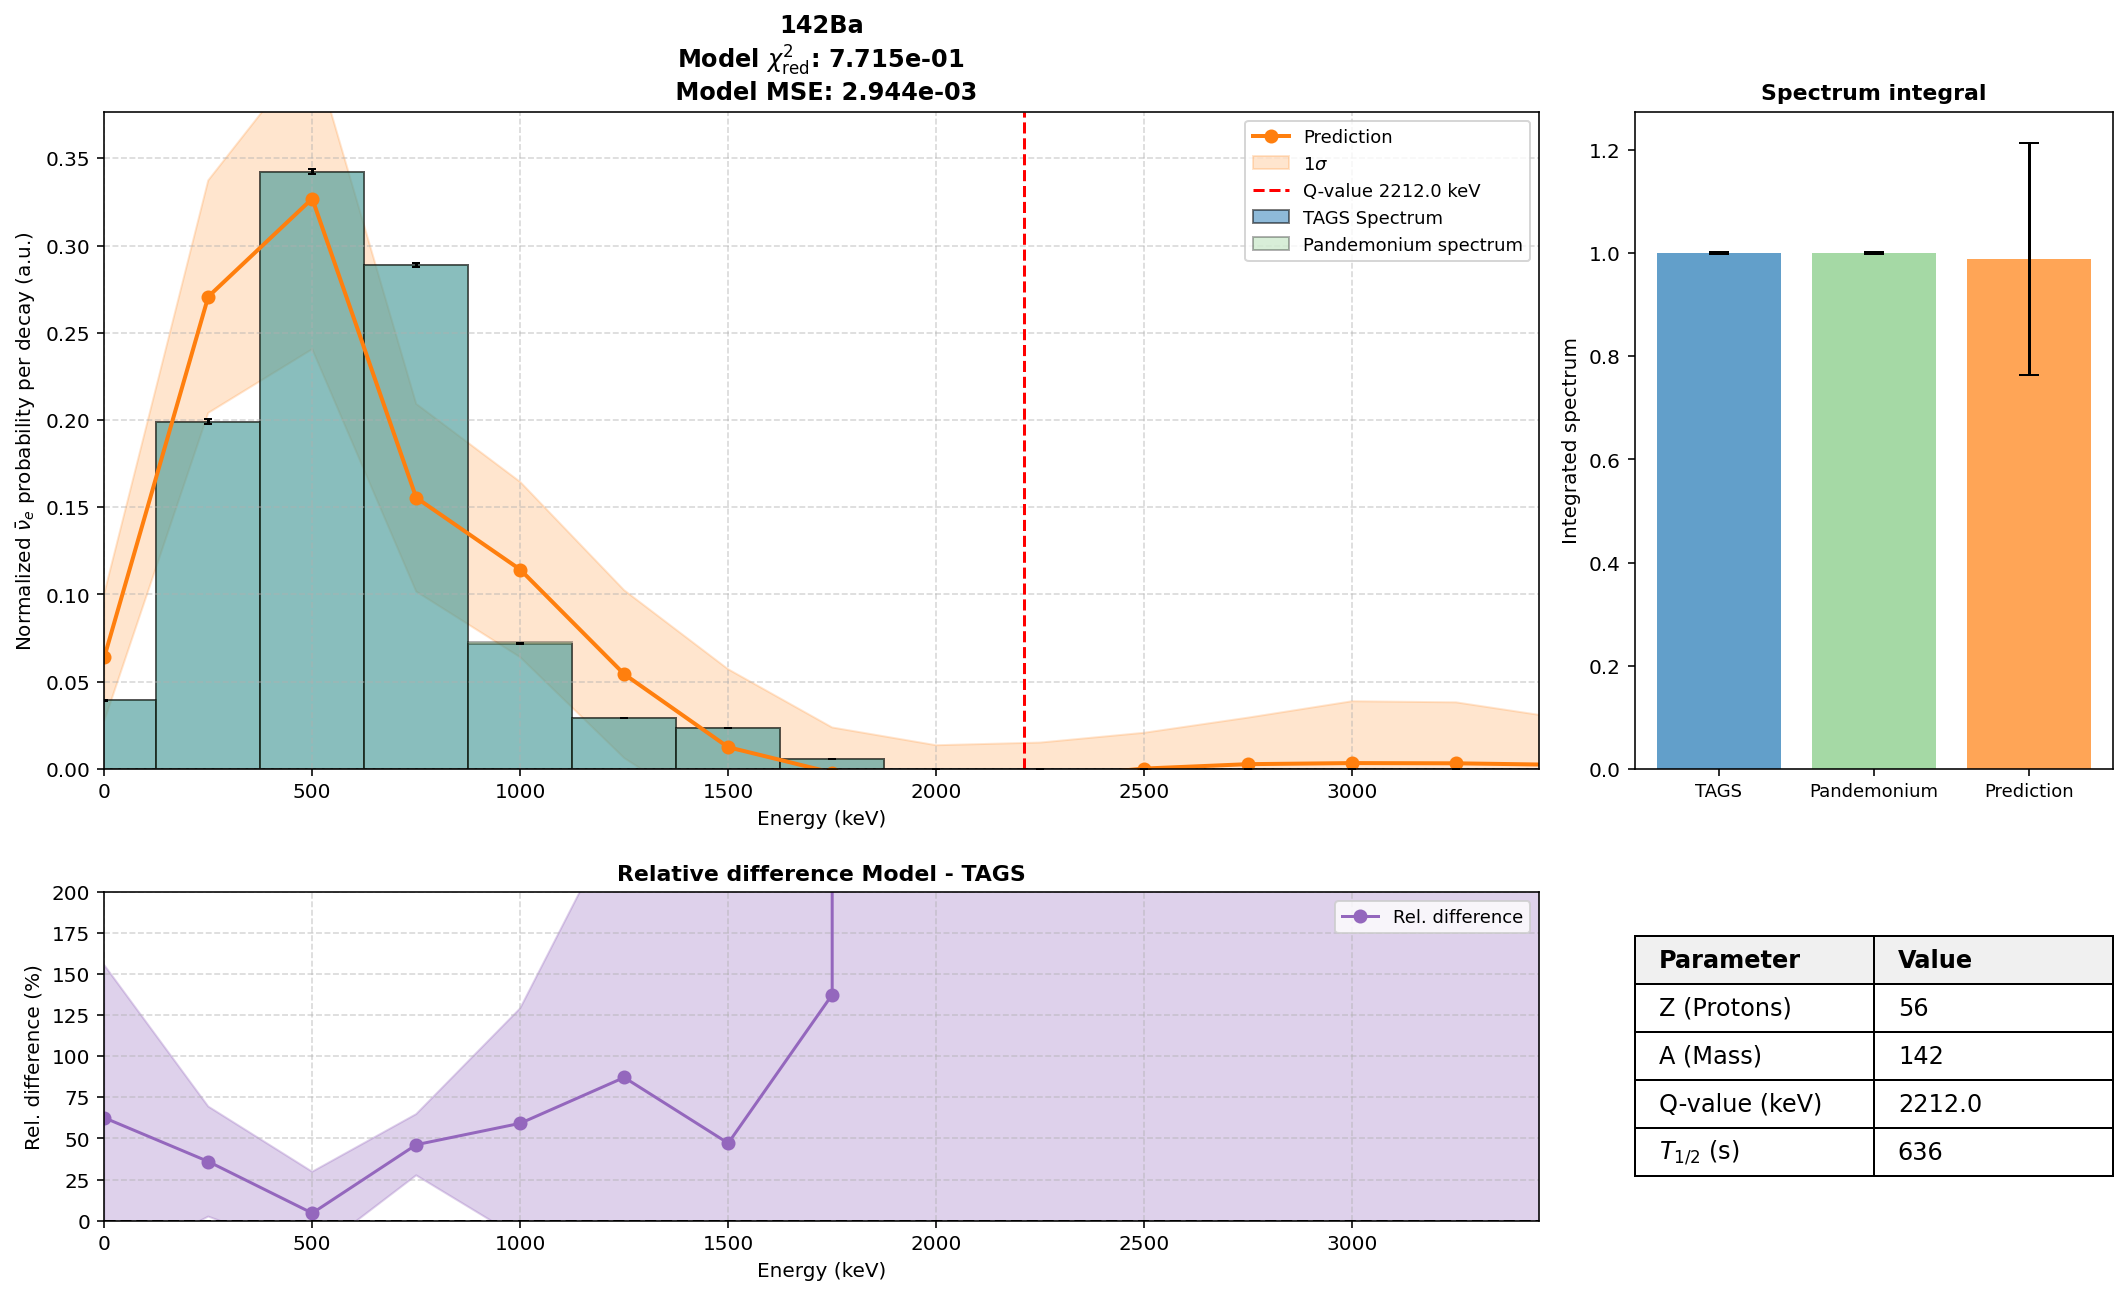 142Ba
Model χ²red: 7.715e-01
Model MSE: 2.944e-03
Normalized ν̄e probability per decay (a.u.)
0.35
0.30
0.25
0.20
0.15
0.10
0.05
0.00
0 500 1000 1500 2000 2500 3000
Energy (keV)
Prediction
1σ
Q-value 2212.0 keV
TAGS Spectrum
Pandemonium spectrum
Spectrum integral
Integrated spectrum
1.2
1.0
0.8
0.6
0.4
0.2
0.0
TAGS Pandemonium Prediction
Relative difference Model - TAGS
Rel. difference (%)
200
175
150
125
100
75
50
25
0
0 500 1000 1500 2000 2500 3000
Energy (keV)
Rel. difference
Parameter Value
Z (Protons) 56
A (Mass) 142
Q-value (keV) 2212.0
T1/2 (s) 636